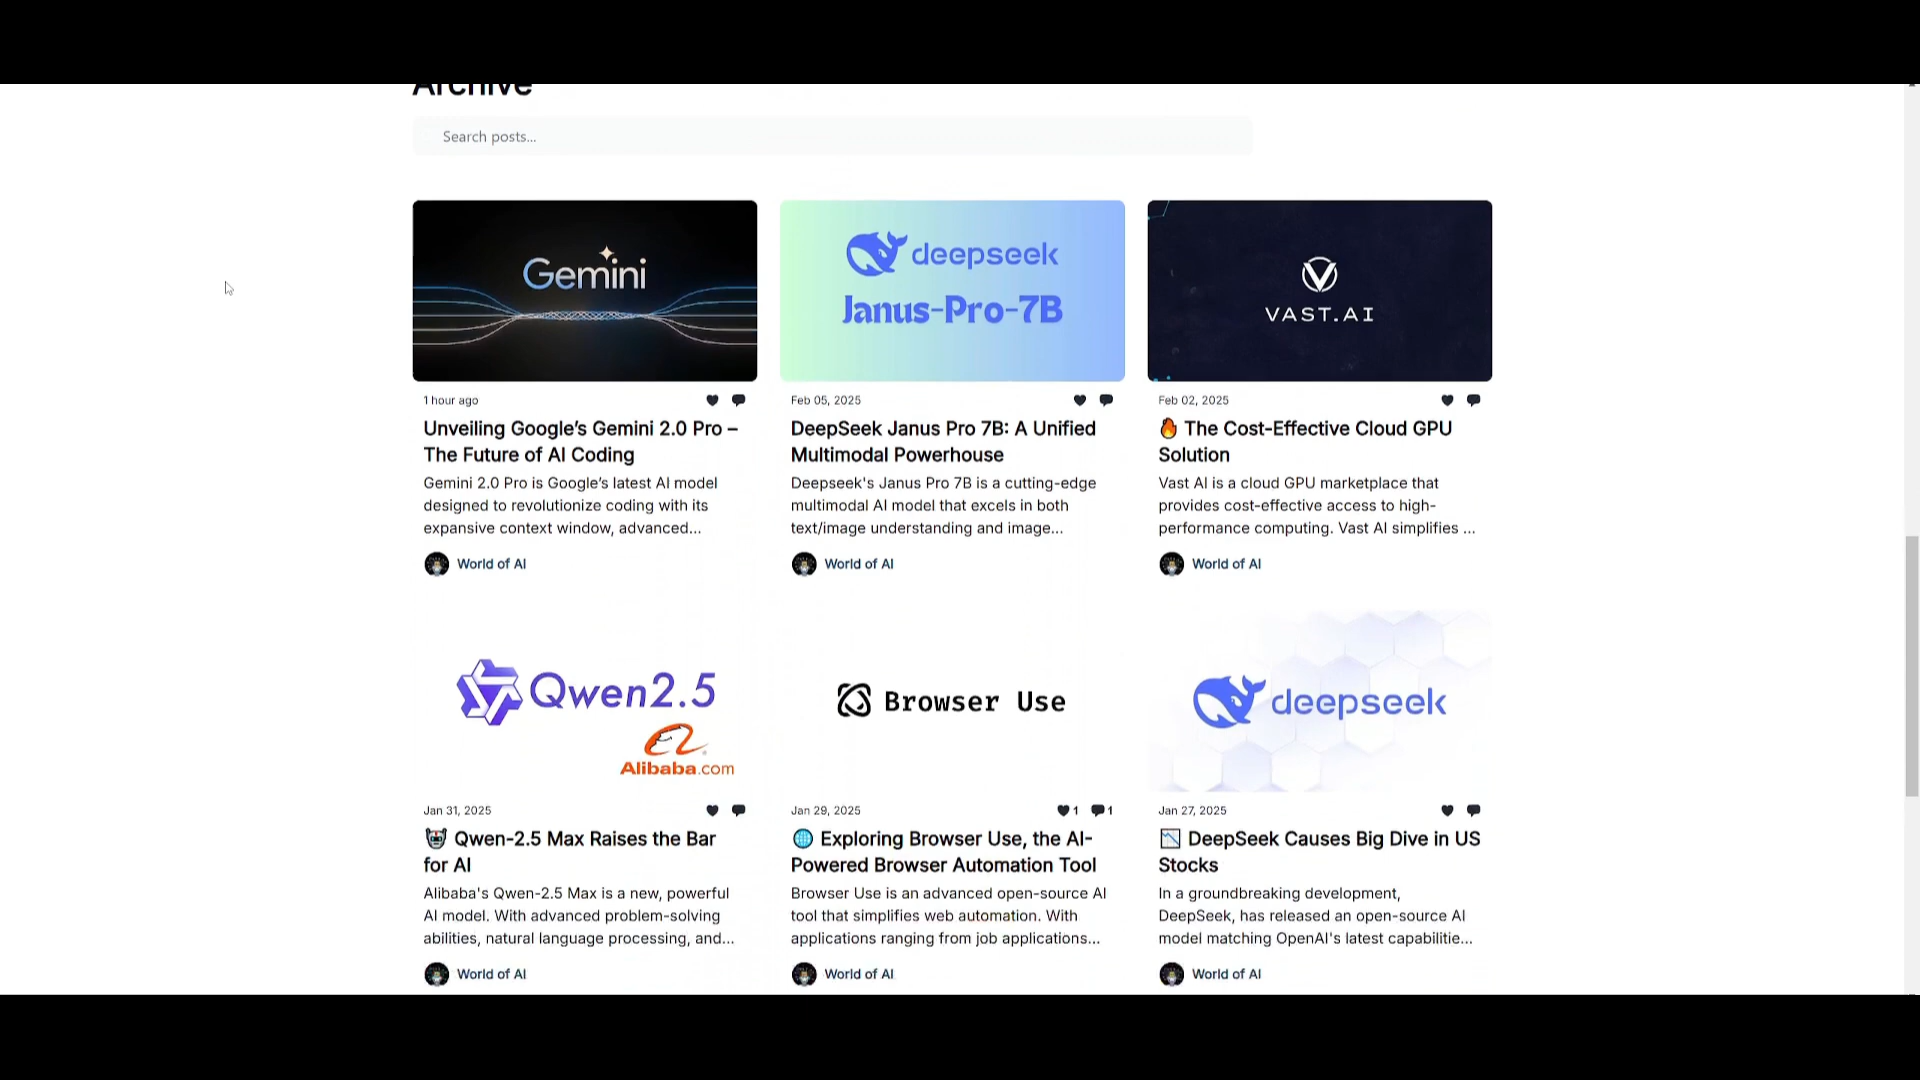 Archive
Search posts...
Gemini
deepseek
Janus-Pro-7B
VAST.AI
1 hour ago
Unveiling Google’s Gemini 2.0 Pro –
The Future of AI Coding
Gemini 2.0 Pro is Google’s latest AI model
designed to revolutionize coding with its
expansive context window, advanced...
World of AI
Feb 05, 2025
DeepSeek Janus Pro 7B: A Unified
Multimodal Powerhouse
Deepseek's Janus Pro 7B is a cutting-edge
multimodal AI model that excels in both
text/image understanding and image...
World of AI
Feb 02, 2025
🔥 The Cost-Effective Cloud GPU
Solution
Vast AI is a cloud GPU marketplace that
provides cost-effective access to high-
performance computing. Vast AI simplifies ...
World of AI
Qwen2.5
Alibaba.com
Browser Use
deepseek
Jan 31, 2025
🤖 Qwen-2.5 Max Raises the Bar
for AI
Alibaba's Qwen-2.5 Max is a new, powerful
AI model. With advanced problem-solving
abilities, natural language processing, and...
World of AI
Jan 29, 2025
1 1
🌐 Exploring Browser Use, the AI-
Powered Browser Automation Tool
Browser Use is an advanced open-source AI
tool that simplifies web automation. With
applications ranging from job applications...
World of AI
Jan 27, 2025
📉 DeepSeek Causes Big Dive in US
Stocks
In a groundbreaking development,
DeepSeek, has released an open-source AI
model matching OpenAI's latest capabilitie...
World of AI